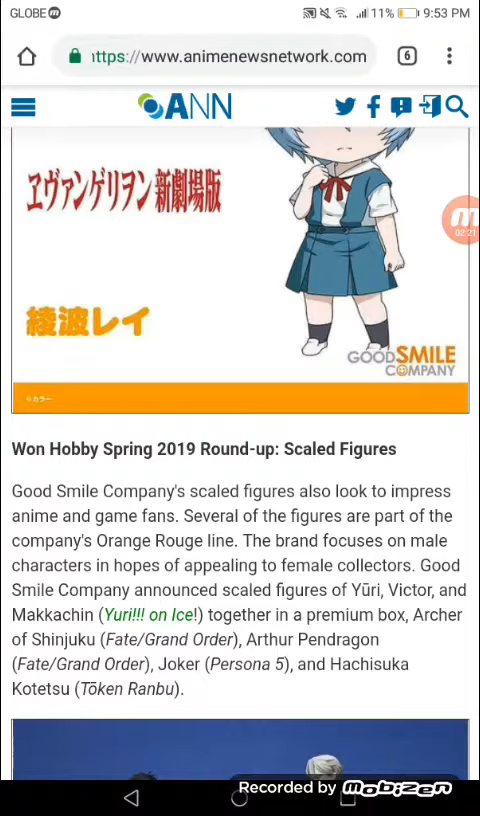 GLOBE 11% 9:53 PM
https://www.animenewsnetwork.com 6
ANN
ヱヴァンゲリヲン新劇場版
02:21
綾波レイ
GOOD SMILE
COMPANY
©カラー
Won Hobby Spring 2019 Round-up: Scaled Figures
Good Smile Company's scaled figures also look to impress
anime and game fans. Several of the figures are part of the
company's Orange Rouge line. The brand focuses on male
characters in hopes of appealing to female collectors. Good
Smile Company announced scaled figures of Yūri, Victor, and
Makkachin (Yuri!!! on Ice!) together in a premium box, Archer
of Shinjuku (Fate/Grand Order), Arthur Pendragon
(Fate/Grand Order), Joker (Persona 5), and Hachisuka
Kotetsu (Tōken Ranbu).
Recorded by Mobizen